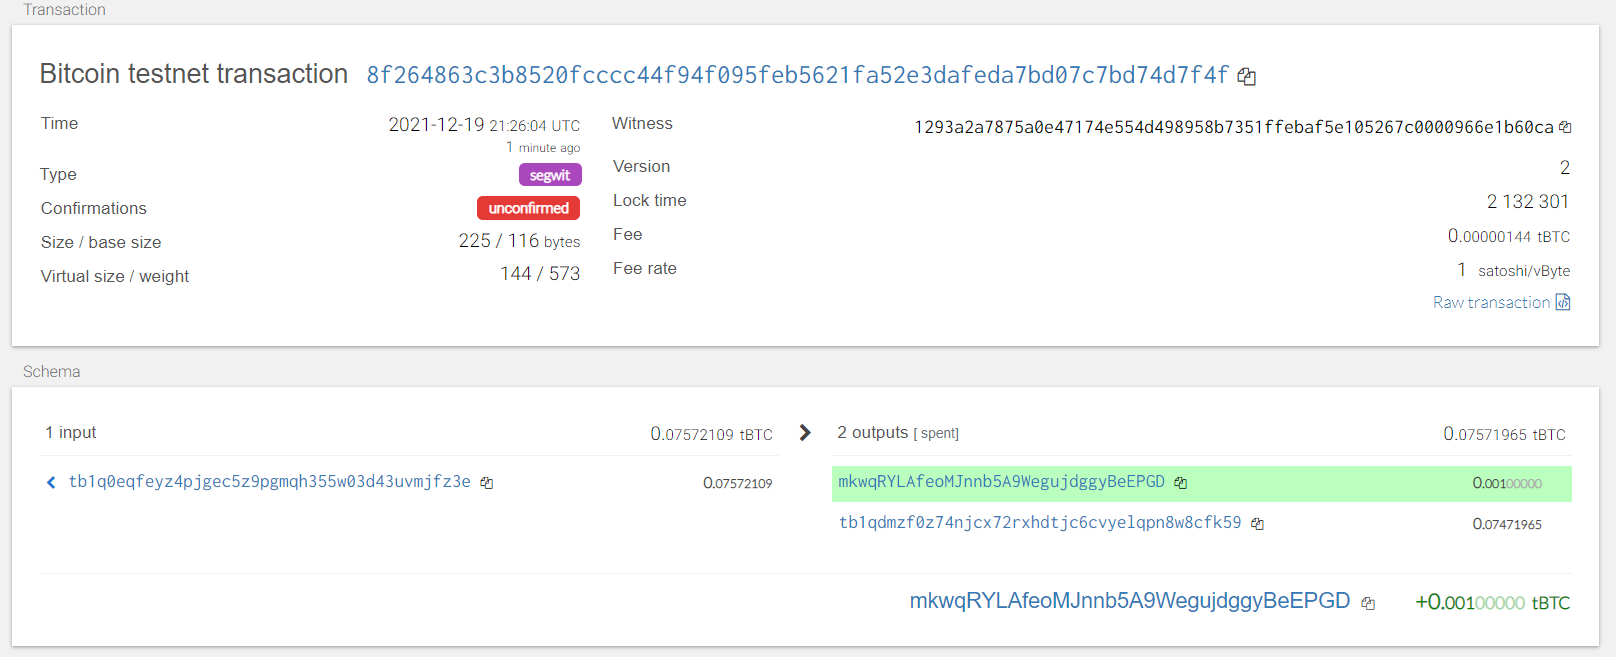 Transaction
Bitcoin testnet transaction 8f264863c3b8520fcccc44f94f095feb5621fa52e3dafeda7bd07c7bd74d7f4f
Time 2021-12-19 21:26:04 UTC
1 minute ago
Type segwit
Confirmations unconfirmed
Size / base size 225 / 116 bytes
Virtual size / weight 144 / 573
Witness 1293a2a7875a0e47174e554d498958b7351ffebaf5e105267c0000966e1b60ca
Version 2
Lock time 2 132 301
Fee 0.00000144 tBTC
Fee rate 1 satoshi/vByte
Raw transaction
Schema
1 input 0.07572109 tBTC
2 outputs [ spent] 0.07571965 tBTC
tb1q0eqfeyz4pjgec5z9pgmqh355w03d43uvmjfz3e 0.07572109
mkwqRYLAfeoMJnnb5A9WegujdggyBeEPGD 0.00100000
tb1qdmzf0z74njcx72rxhdtjc6cvyelqpn8w8cfk59 0.07471965
mkwqRYLAfeoMJnnb5A9WegujdggyBeEPGD +0.00100000 tBTC